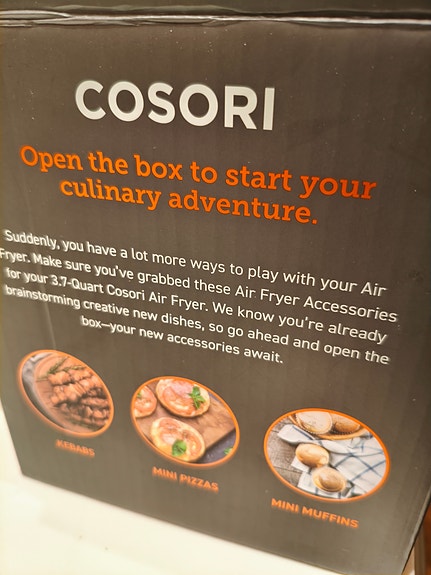 COSORI
Open the box to start your
culinary adventure.
Suddenly, you have a lot more ways to play with your Air
Fryer. Make sure you've grabbed these Air Fryer Accessories
for your 3.7-Quart Cosori Air Fryer. We know you're already
brainstorming creative new dishes, so go ahead and open the
box—your new accessories await.
KEBABS
MINI PIZZAS
MINI MUFFINS